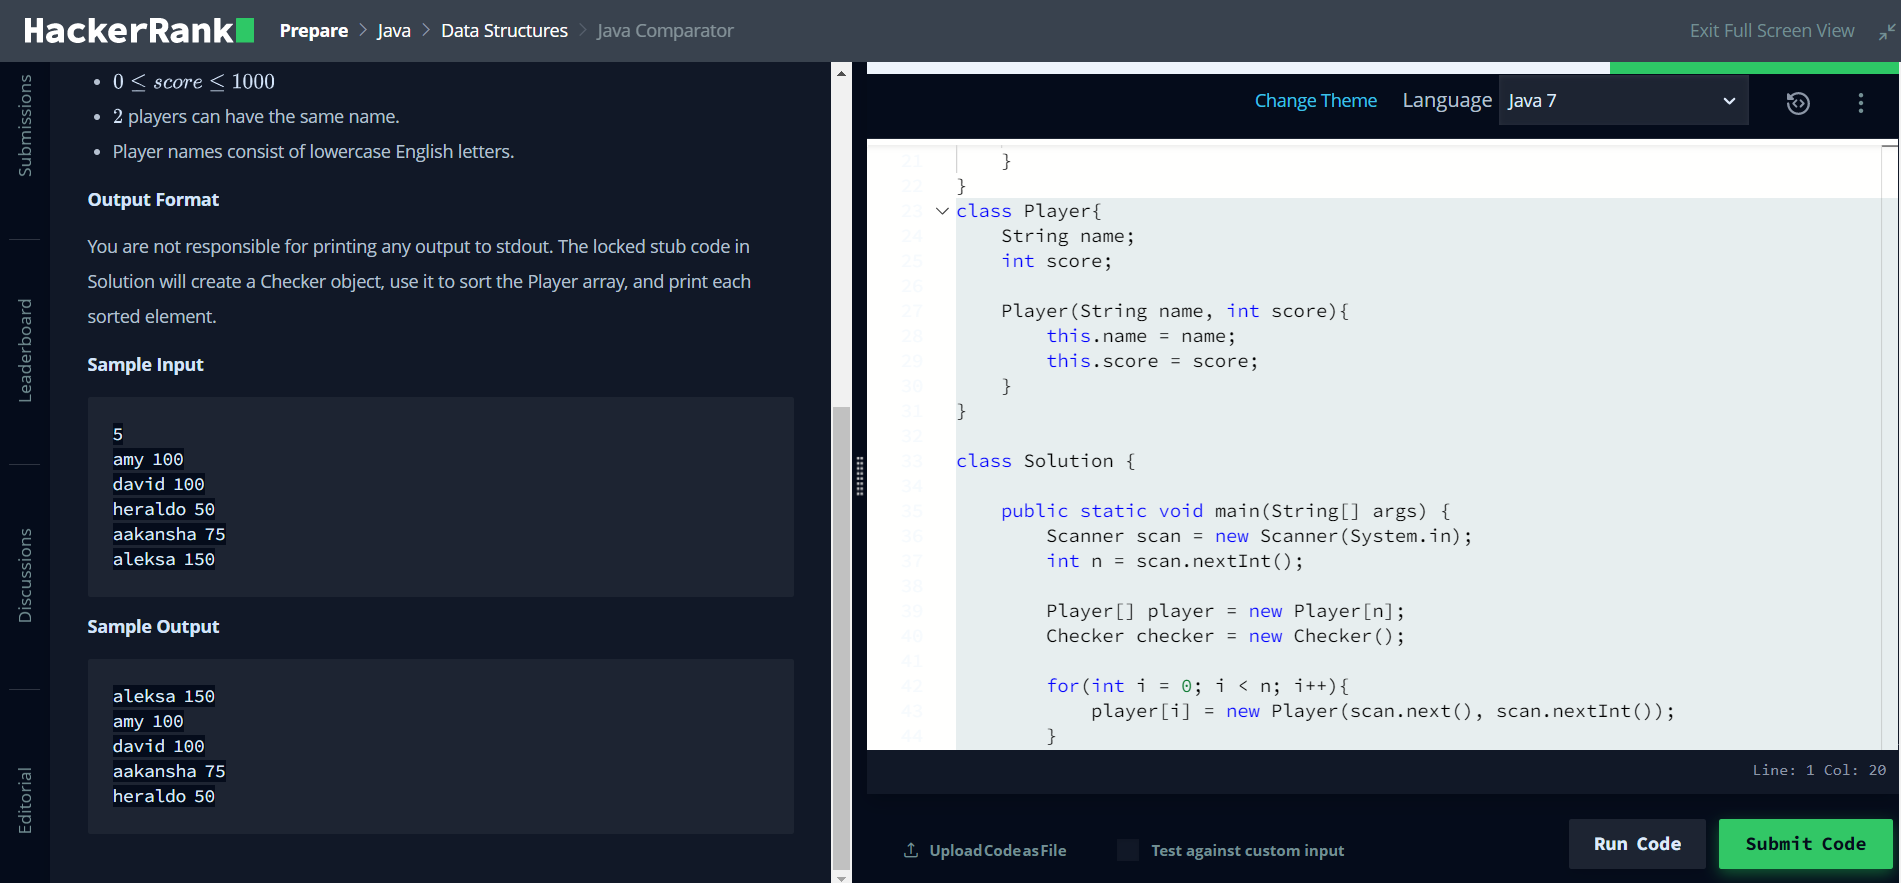 HackerRank
Prepare > Java > Data Structures > Java Comparator
Exit Full Screen View
Submissions
Leaderboard
Discussions
Editorial
• 0 ≤ score ≤ 1000
• 2 players can have the same name.
• Player names consist of lowercase English letters.
Output Format
You are not responsible for printing any output to stdout. The locked stub code in
Solution will create a Checker object, use it to sort the Player array, and print each
sorted element.
Sample Input
5
amy 100
david 100
heraldo 50
aakansha 75
aleksa 150
Sample Output
aleksa 150
amy 100
david 100
aakansha 75
heraldo 50
Change Theme Language Java 7
21 }
22 }
23 class Player{
24 String name;
25 int score;
26
27 Player(String name, int score){
28 this.name = name;
29 this.score = score;
30 }
31 }
32
33 class Solution {
34
35 public static void main(String[] args) {
36 Scanner scan = new Scanner(System.in);
37 int n = scan.nextInt();
38
39 Player[] player = new Player[n];
40 Checker checker = new Checker();
41
42 for(int i = 0; i < n; i++){
43 player[i] = new Player(scan.next(), scan.nextInt());
44 }
Line: 1 Col: 20
Upload Code as File
Test against custom input
Run Code
Submit Code